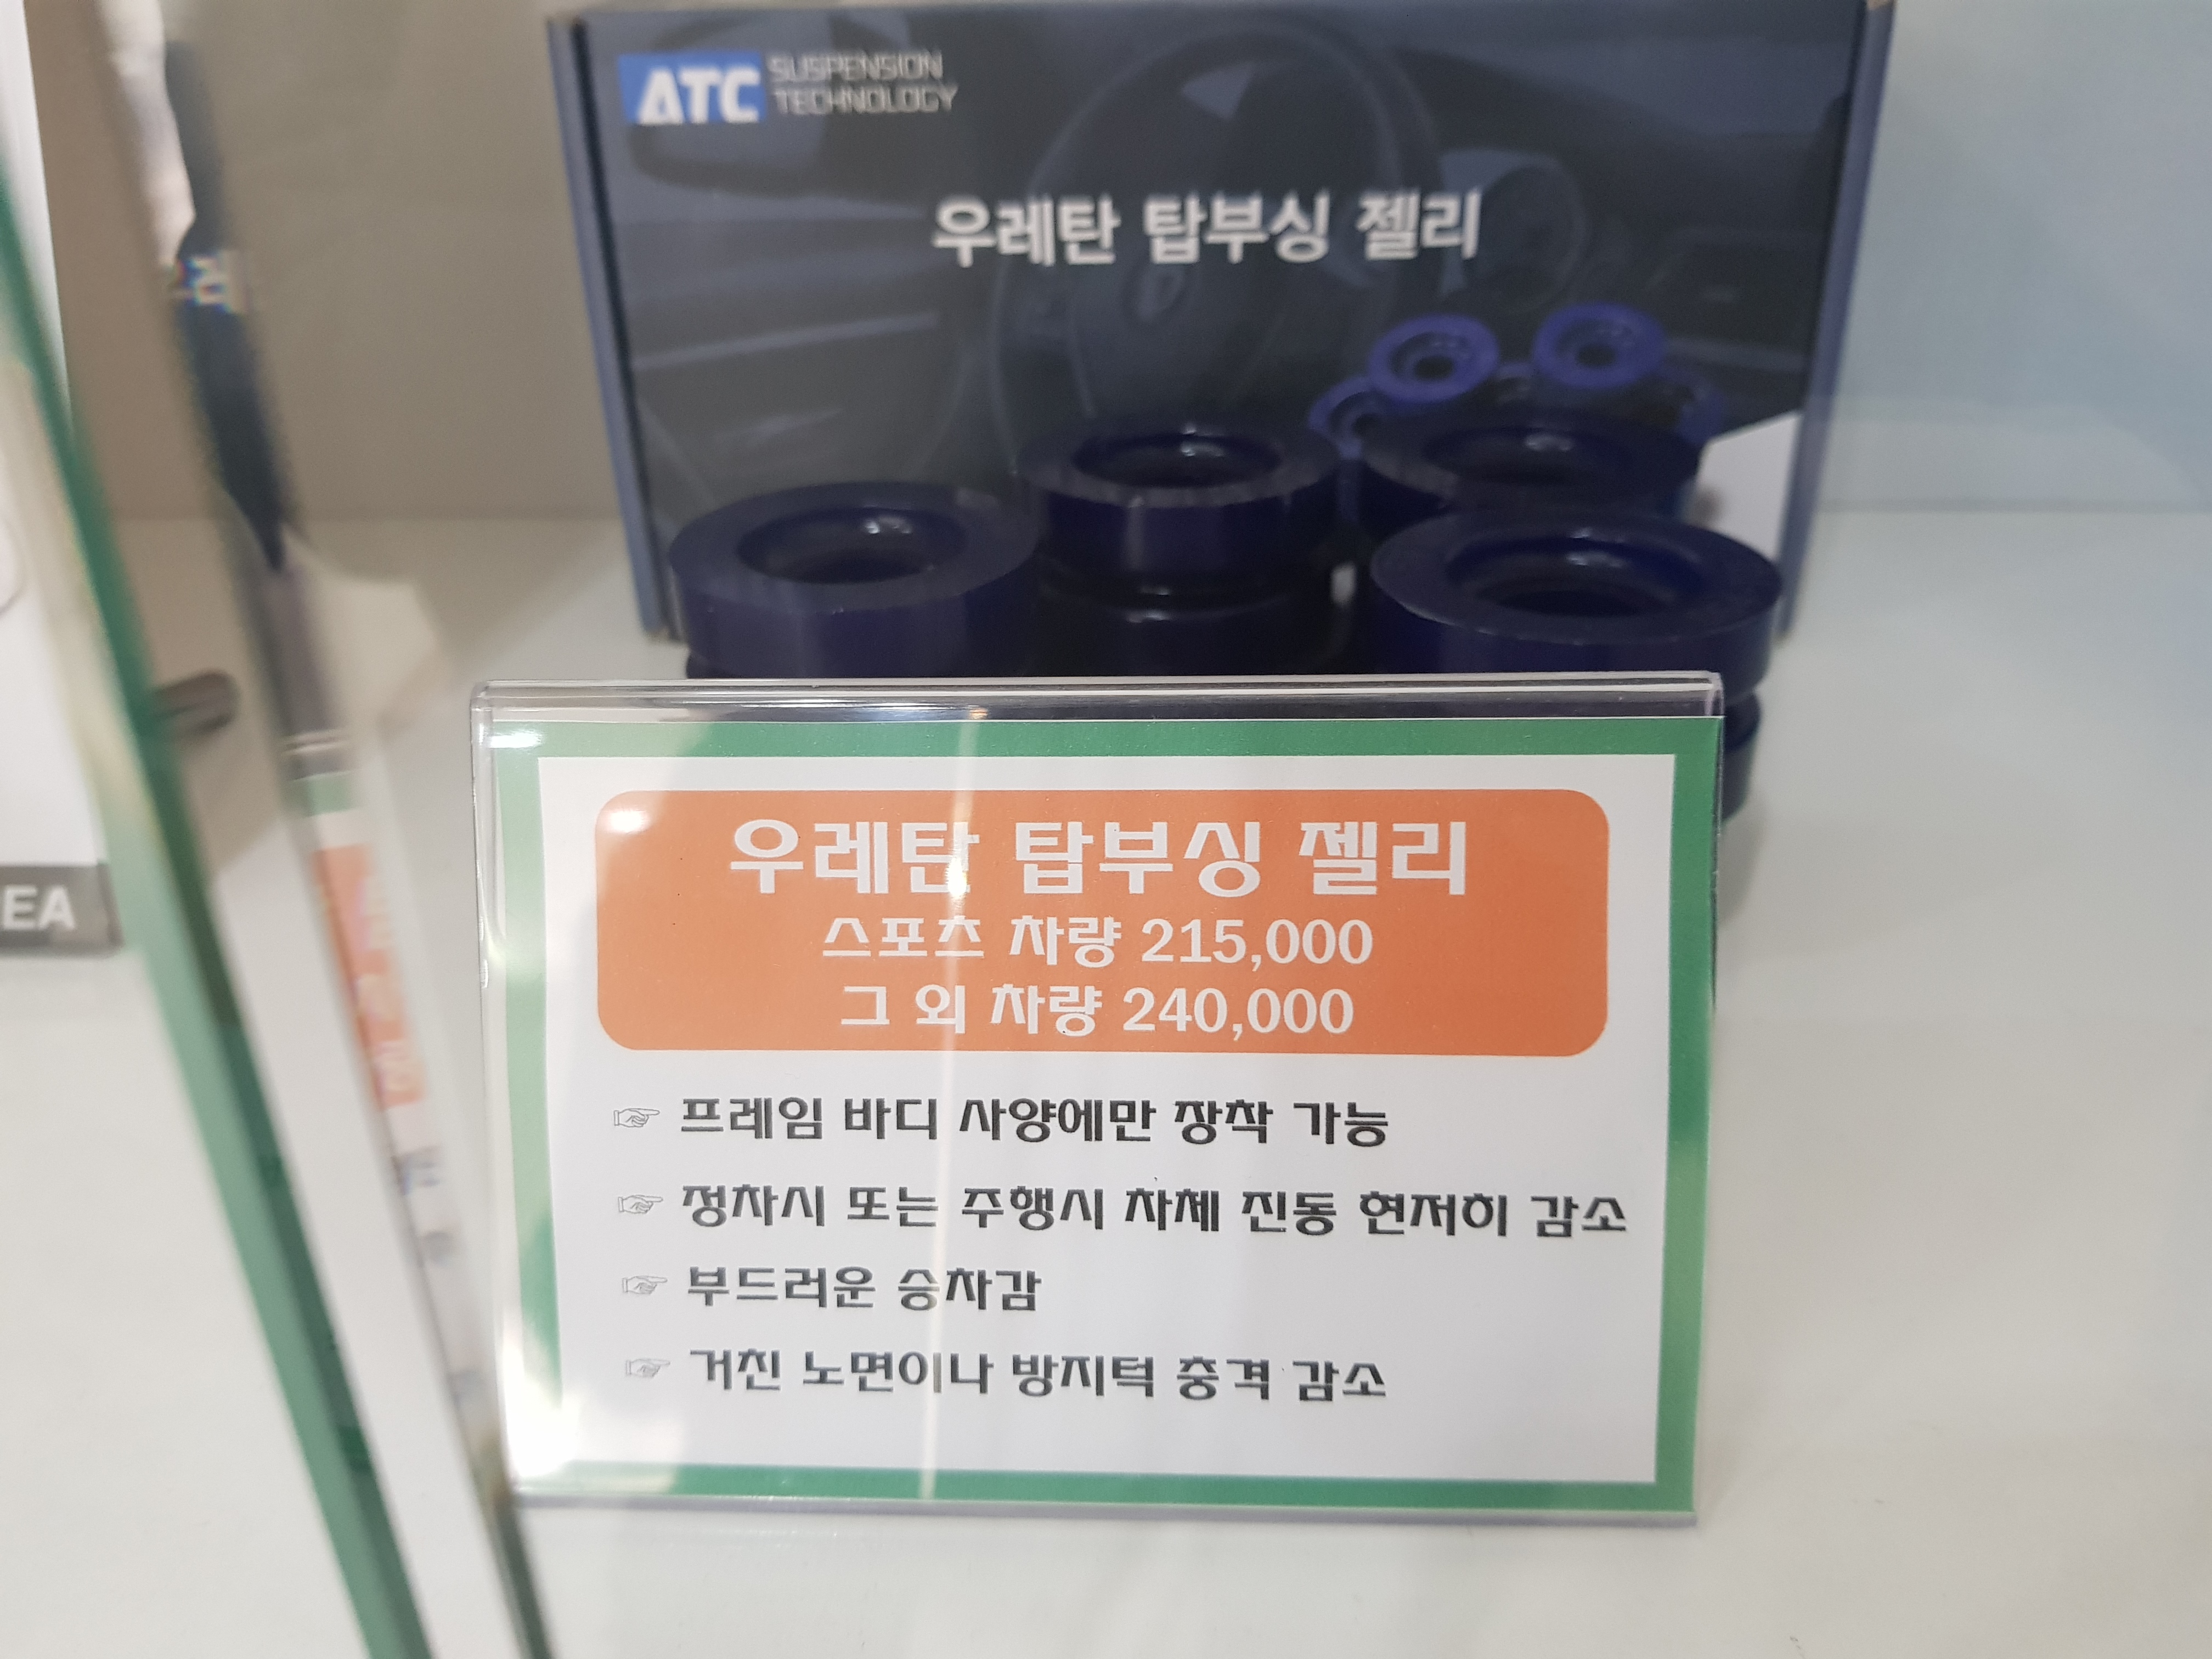 ATC SUSPENSION
TECHNOLOGY
우레탄 탑부싱 젤리
EA
우레탄 탑부싱 젤리
스포츠 차량 215,000
그 외 차량 240,000
☞ 프레임 바디 사양에만 장착 가능
☞ 정차시 또는 주행시 차체 진동 현저히 감소
☞ 부드러운 승차감
☞ 거친 노면이나 방지턱 충격 감소